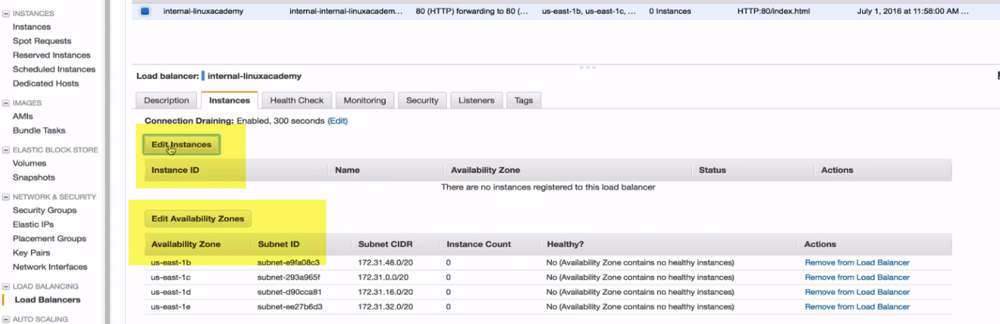 INSTANCES
Instances
Spot Requests
Reserved Instances
Scheduled Instances
Dedicated Hosts
IMAGES
AMIs
Bundle Tasks
ELASTIC BLOCK STORE
Volumes
Snapshots
NETWORK & SECURITY
Security Groups
Elastic IPs
Placement Groups
Key Pairs
Network Interfaces
LOAD BALANCING
Load Balancers
AUTO SCALING
internal-linuxacademy internal-internal-linuxacadem... 80 (HTTP) forwarding to 80 (... us-east-1b, us-east-1c, ... 0 Instances HTTP:80/index.html July 1, 2016 at 11:58:00 AM ...
Load balancer: internal-linuxacademy
Description Instances Health Check Monitoring Security Listeners Tags
Connection Draining: Enabled, 300 seconds (Edit)
Edit Instances
Instance ID Name Availability Zone Status Actions
There are no instances registered to this load balancer
Edit Availability Zones
Availability Zone Subnet ID Subnet CIDR Instance Count Healthy? Actions
us-east-1b subnet-e9fa08c3 172.31.48.0/20 0 No (Availability Zone contains no healthy instances) Remove from Load Balancer
us-east-1c subnet-293a965f 172.31.0.0/20 0 No (Availability Zone contains no healthy instances) Remove from Load Balancer
us-east-1d subnet-d90cca81 172.31.16.0/20 0 No (Availability Zone contains no healthy instances) Remove from Load Balancer
us-east-1e subnet-ee27b6d3 172.31.32.0/20 0 No (Availability Zone contains no healthy instances) Remove from Load Balancer